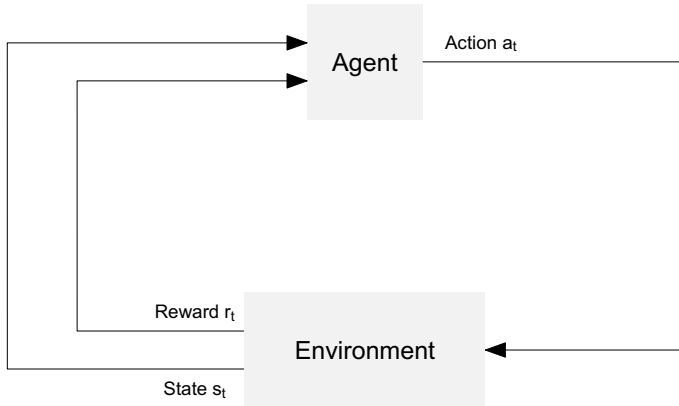 Action aₜ
Agent
Reward rₜ
Environment
State sₜ